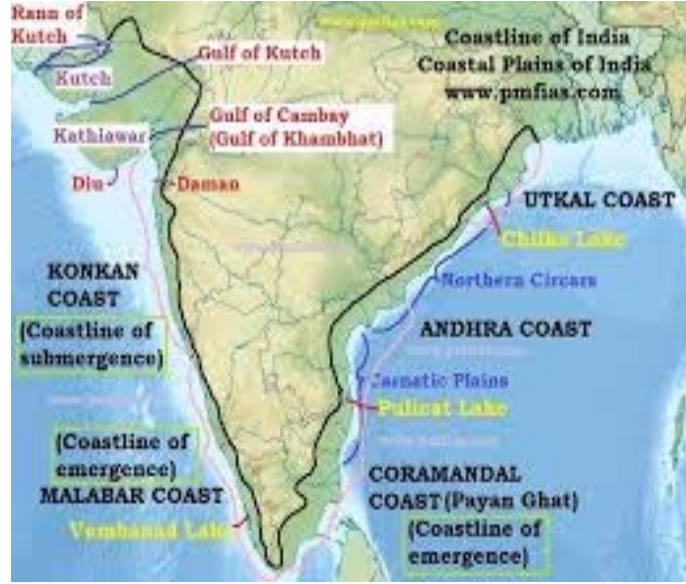 Rann of
Kutch
www.pmfias.com
Coastline of India
Coastal Plains of India
www.pmfias.com
Gulf of Kutch
Kutch
Gulf of Cambay
(Gulf of Khambhat)
Kathiawar
Diu
Daman
UTKAL COAST
Chilka Lake
KONKAN
COAST
(Coastline of
submergence)
Northern Circars
ANDHRA COAST
Carnatic Plains
Pulicat Lake
(Coastline of
emergence)
MALABAR COAST
Vembanad Lake
CORAMANDAL
COAST (Payan Ghat)
(Coastline of
emergence)